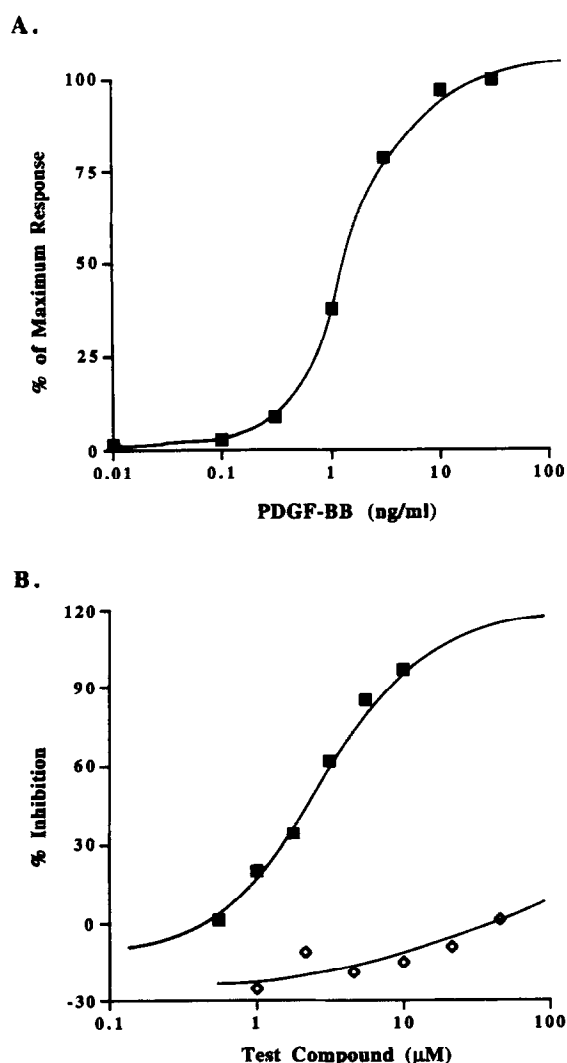 A.
100
75
50
25
0
% of Maximum Response
0.01 0.1 1 10 100
PDGF-BB (ng/ml)
B.
120
90
60
30
0
-30
% Inhibition
0.1 1 10 100
Test Compound (μM)